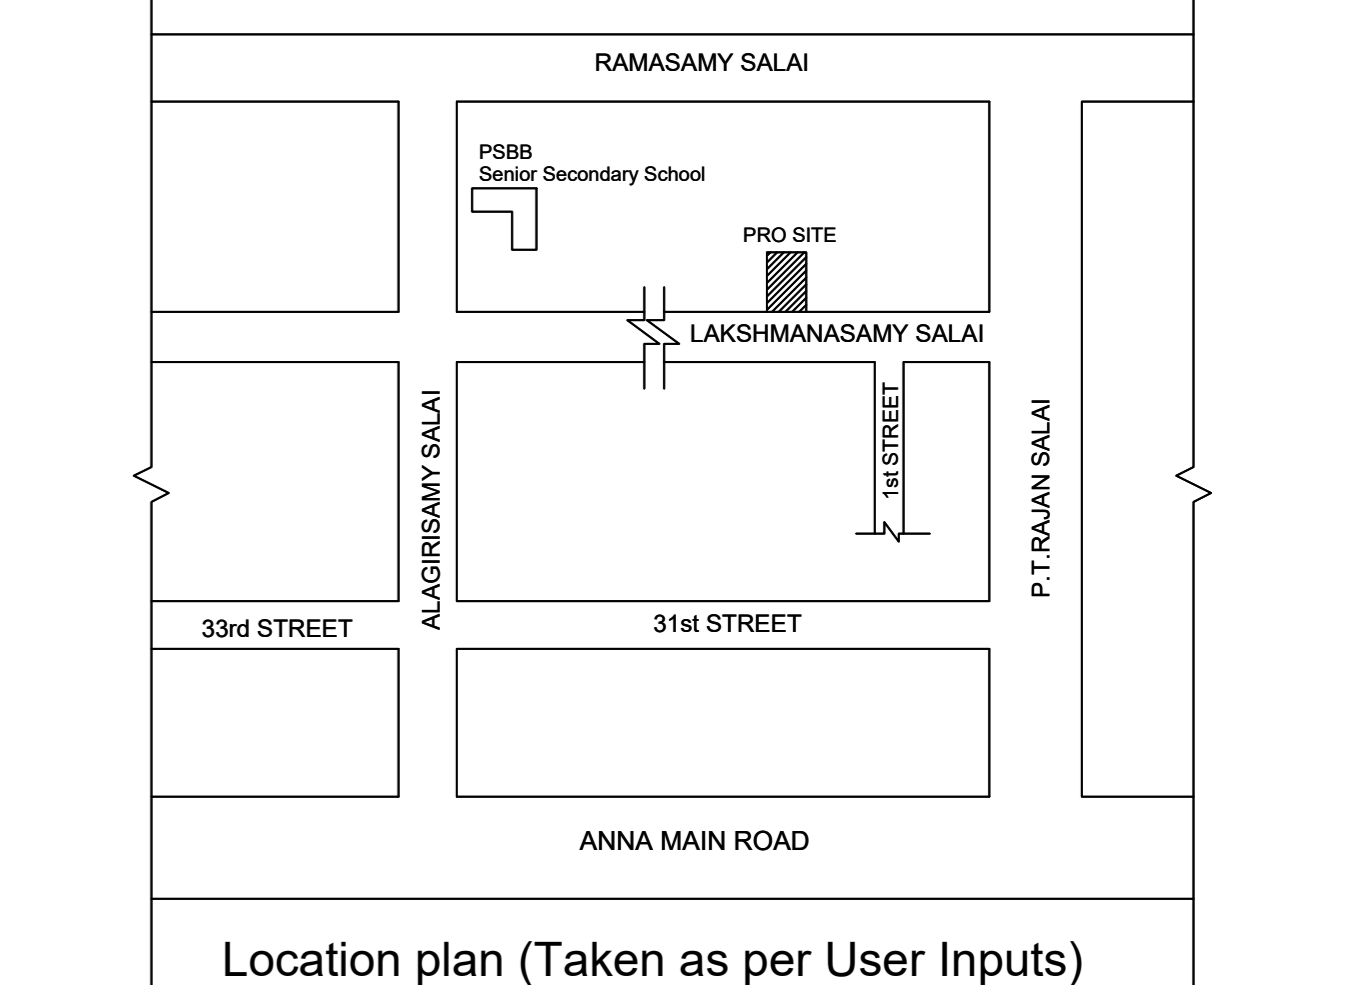 RAMASAMY SALAI
PSBB
Senior Secondary School
PRO SITE
LAKSHMANASAMY SALAI
ALAGIRISAMY SALAI
1st STREET
P.T.RAJAN SALAI
33rd STREET
31st STREET
ANNA MAIN ROAD
Location plan (Taken as per User Inputs)